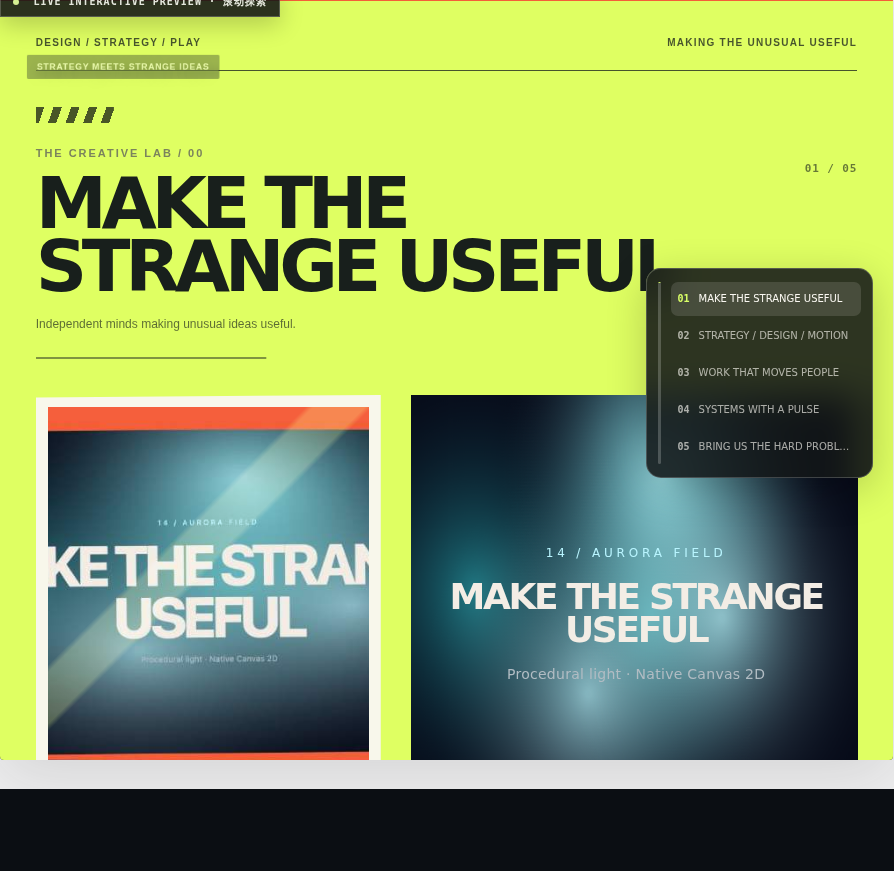 LIVE INTERACTIVE PREVIEW · 滚动探索
DESIGN / STRATEGY / PLAY
MAKING THE UNUSUAL USEFUL
STRATEGY MEETS STRANGE IDEAS
THE CREATIVE LAB / 00
01 / 05
MAKE THE
STRANGE USEFUL
Independent minds making unusual ideas useful.
01 MAKE THE STRANGE USEFUL
02 STRATEGY / DESIGN / MOTION
03 WORK THAT MOVES PEOPLE
04 SYSTEMS WITH A PULSE
05 BRING US THE HARD PROBL...
14 / AURORA FIELD
KE THE STRAN
USEFUL
Procedural light · Native Canvas 2D
14 / AURORA FIELD
MAKE THE STRANGE
USEFUL
Procedural light · Native Canvas 2D